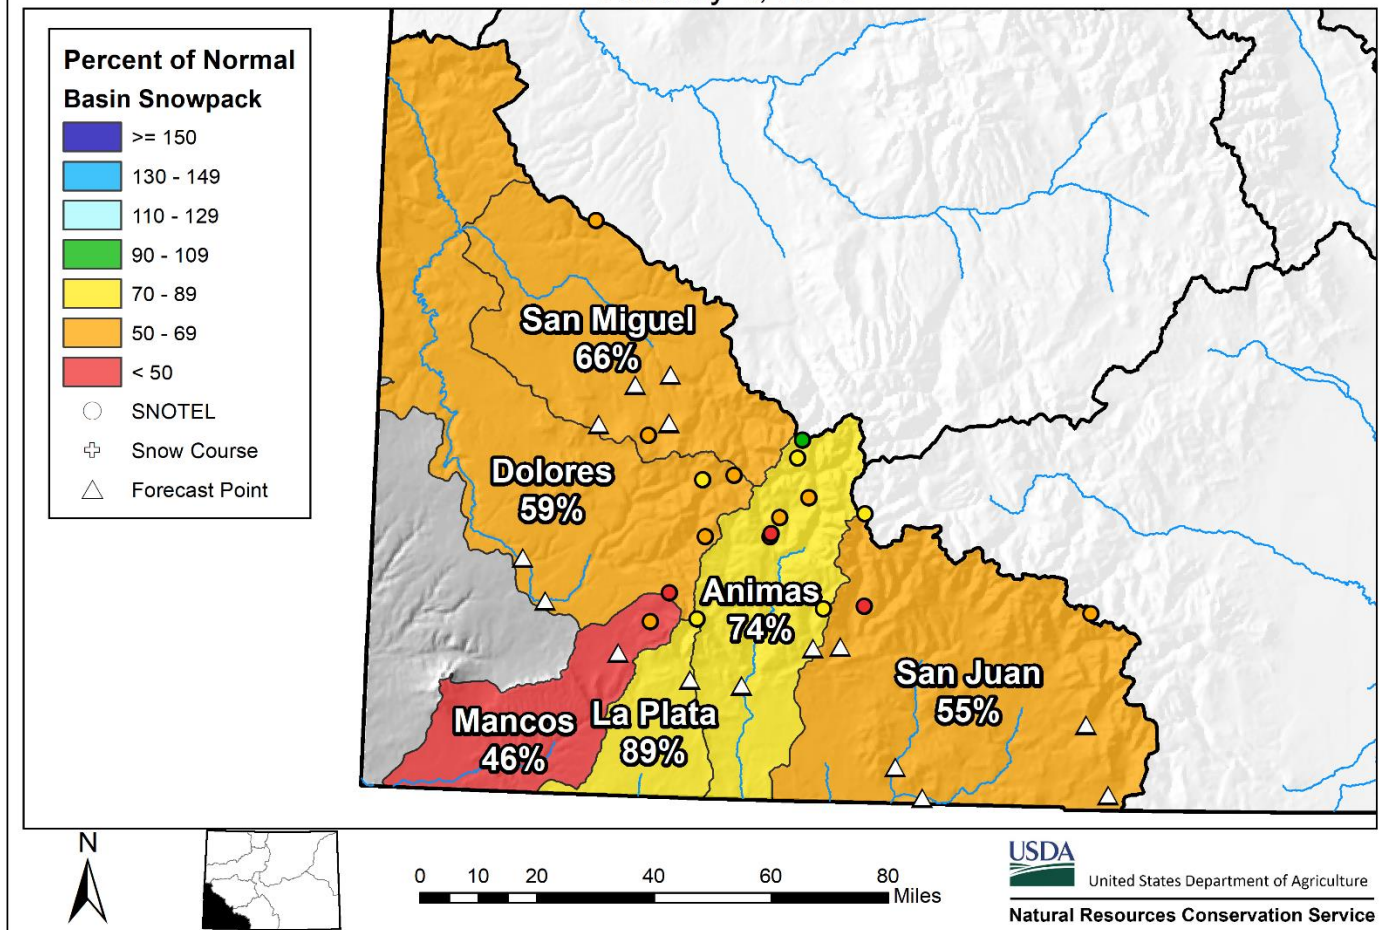 Percent of Normal
Basin Snowpack
>= 150
130 - 149
110 - 129
90 - 109
70 - 89
50 - 69
< 50
SNOTEL
Snow Course
Forecast Point
San Miguel
66%
Dolores
59%
Animas
74%
San Juan
55%
Mancos
46%
La Plata
89%
N
0 10 20 40 60 80
Miles
USDA
United States Department of Agriculture
Natural Resources Conservation Service